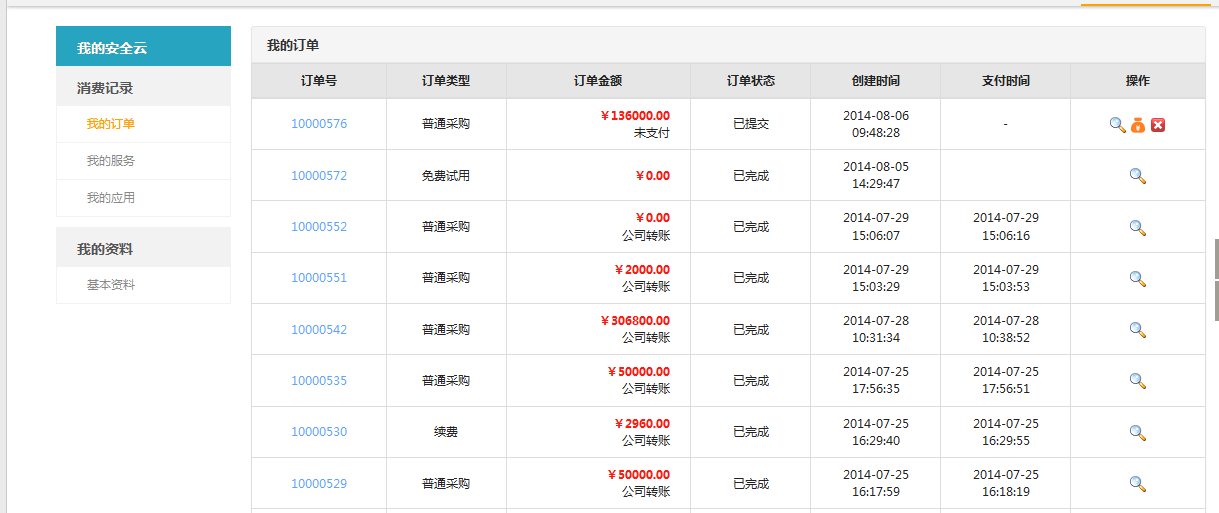 我的安全云
消费记录
我的订单
我的服务
我的应用
我的资料
基本资料
我的订单
订单号 订单类型 订单金额 订单状态 创建时间 支付时间 操作
10000576 普通采购 ￥136000.00 未支付 已提交 2014-08-06 09:48:28 -
10000572 免费试用 ￥0.00 已完成 2014-08-05 14:29:47
10000552 普通采购 ￥0.00 公司转账 已完成 2014-07-29 15:06:07 2014-07-29 15:06:16
10000551 普通采购 ￥2000.00 公司转账 已完成 2014-07-29 15:03:29 2014-07-29 15:03:53
10000542 普通采购 ￥306800.00 公司转账 已完成 2014-07-28 10:31:34 2014-07-28 10:38:52
10000535 普通采购 ￥50000.00 公司转账 已完成 2014-07-25 17:56:35 2014-07-25 17:56:51
10000530 续费 ￥2960.00 公司转账 已完成 2014-07-25 16:29:40 2014-07-25 16:29:55
10000529 普通采购 ￥50000.00 公司转账 已完成 2014-07-25 16:17:59 2014-07-25 16:18:19